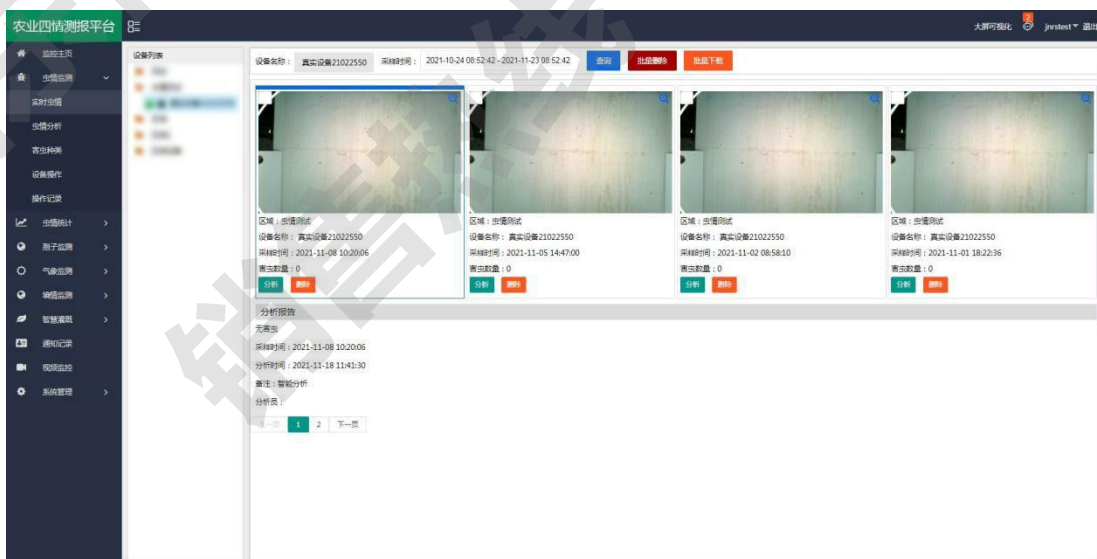 农业四情测报平台
大屏可视化 2 jnrstest 退出
监控主页
虫情监测
实时虫情
虫情分析
害虫种类
设备操作
操作记录
虫情统计
孢子监测
气象监测
墒情监测
智慧灌溉
通知记录
视频监控
系统管理
设备列表
设备名称： 真实设备21022550 采样时间： 2021-10-24 08:52:42 - 2021-11-23 08:52:42 查询 批量删除 批量下载
区域：虫情测试
设备名称： 真实设备21022550
采样时间：2021-11-08 10:20:06
害虫数量：0
分析 删除
区域：虫情测试
设备名称： 真实设备21022550
采样时间：2021-11-05 14:47:00
害虫数量：0
分析 删除
区域：虫情测试
设备名称： 真实设备21022550
采样时间：2021-11-02 08:58:10
害虫数量：0
分析 删除
区域：虫情测试
设备名称： 真实设备21022550
采样时间：2021-11-01 18:22:36
害虫数量：0
分析 删除
分析报告
无害虫
采样时间：2021-11-08 10:20:06
分析时间：2021-11-18 11:41:30
备注：智能分析
分析员：
上一页 1 2 下一页
销售热线